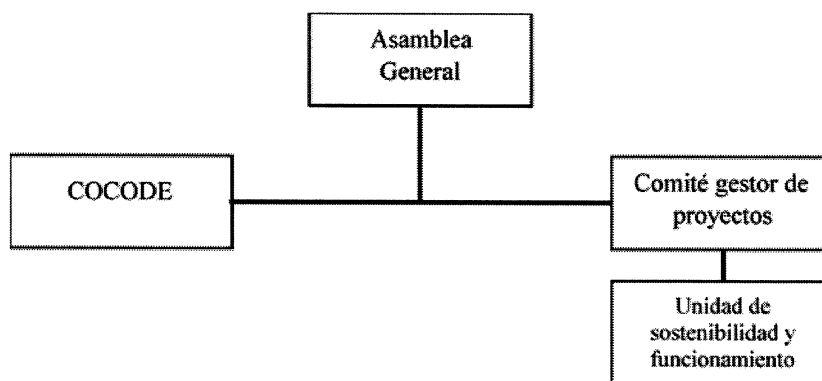 Asamblea
General
COCODE
Comité gestor de
proyectos
Unidad de
sostenibilidad y
funcionamiento